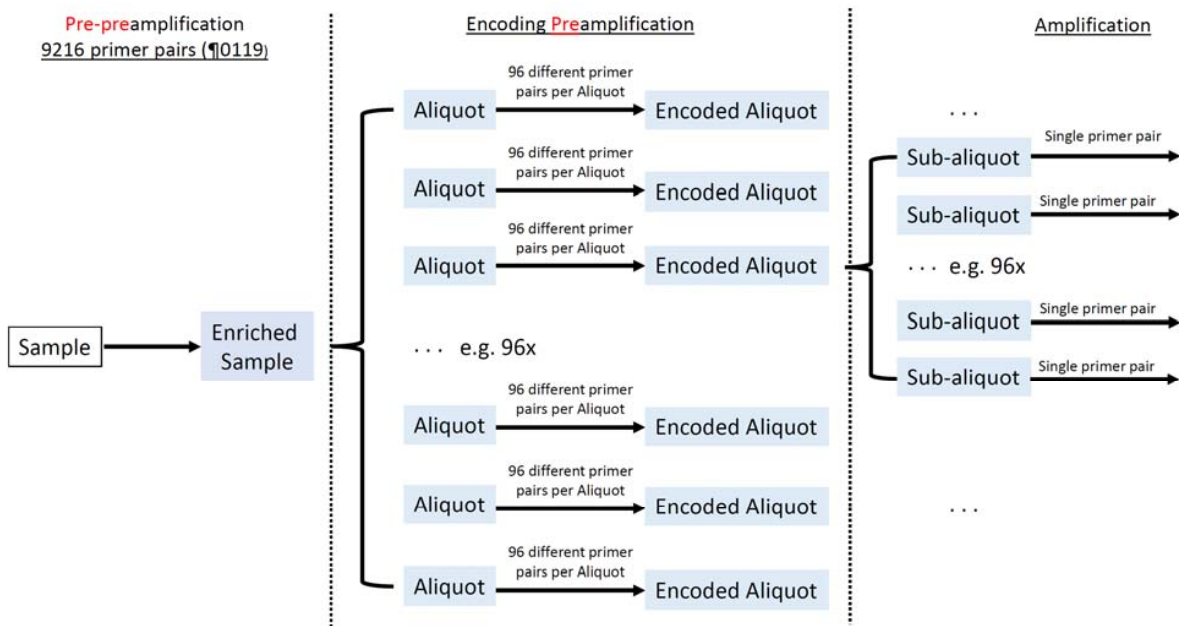 Pre-preamplification
9216 primer pairs (¶0119)
Encoding Preamplification
Amplification
Sample
Enriched
Sample
Aliquot
96 different primer
pairs per Aliquot
Encoded Aliquot
Aliquot
96 different primer
pairs per Aliquot
Encoded Aliquot
Aliquot
96 different primer
pairs per Aliquot
Encoded Aliquot
... e.g. 96x
Aliquot
96 different primer
pairs per Aliquot
Encoded Aliquot
Aliquot
96 different primer
pairs per Aliquot
Encoded Aliquot
Aliquot
96 different primer
pairs per Aliquot
Encoded Aliquot
...
Sub-aliquot
Single primer pair
Sub-aliquot
Single primer pair
... e.g. 96x
Sub-aliquot
Single primer pair
Sub-aliquot
Single primer pair
...